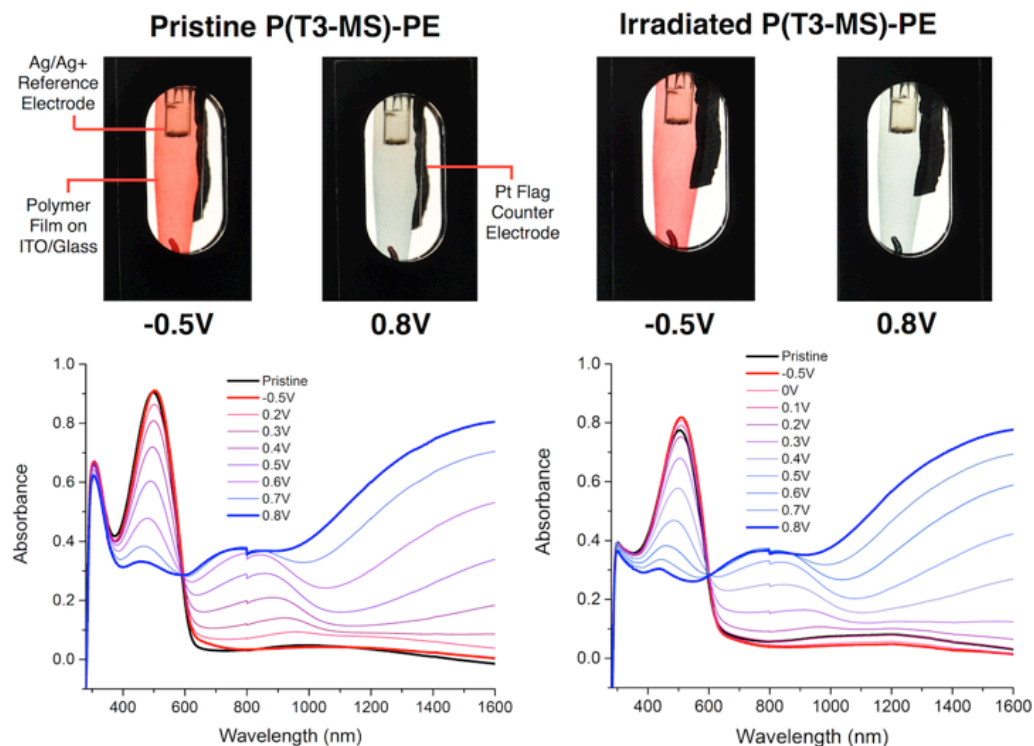 Pristine P(T3-MS)-PE
Irradiated P(T3-MS)-PE
Ag/Ag+
Reference
Electrode
Polymer
Film on
ITO/Glass
Pt Flag
Counter
Electrode
-0.5V
0.8V
-0.5V
0.8V
Absorbance
1.0
0.8
0.6
0.4
0.2
0.0
Pristine
-0.5V
0.2V
0.3V
0.4V
0.5V
0.6V
0.7V
0.8V
400
600
800
1000
1200
1400
1600
Wavelength (nm)
Absorbance
1.0
0.8
0.6
0.4
0.2
0.0
Pristine
-0.5V
0V
0.1V
0.2V
0.3V
0.4V
0.5V
0.6V
0.7V
0.8V
400
600
800
1000
1200
1400
1600
Wavelength (nm)